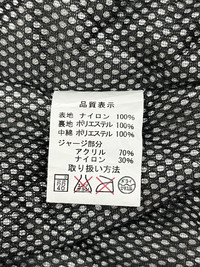 品質表示
表地 ナイロン 100%
裏地 ポリエステル 100%
中綿 ポリエステル 100%
ジャージ部分
アクリル 70%
ナイロン 30%
取り扱い方法